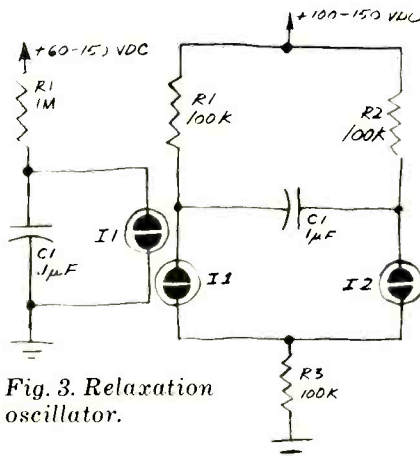 +60-150 VDC
R1
1M
C1
.1µF
I1
+100-150 VDC
R1
100K
R2
100K
C1
1µF
I1
I2
R3
100K
Fig. 3. Relaxation
oscillator.